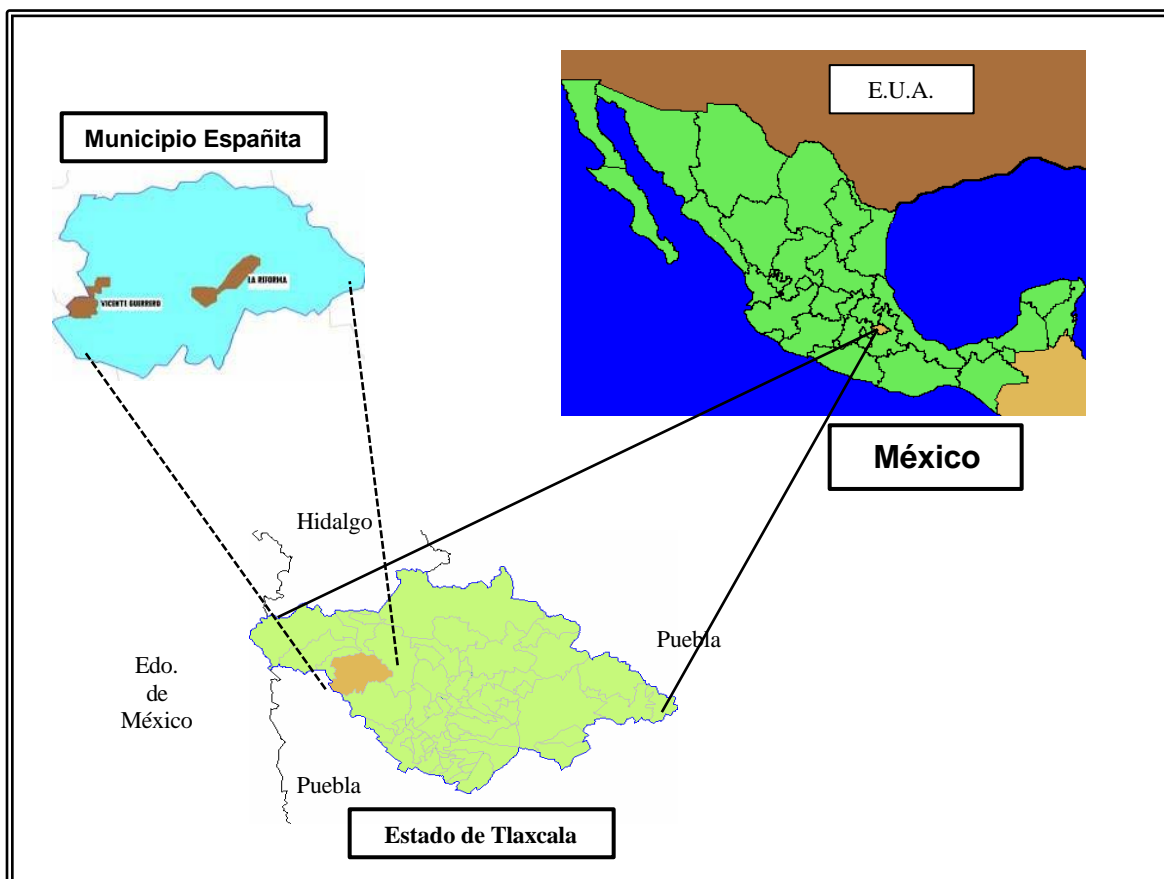 E.U.A.
Municipio Españita
LA REFORMA
VICENTE GUERRERO
México
Hidalgo
Puebla
Edo.
de
México
Puebla
Estado de Tlaxcala